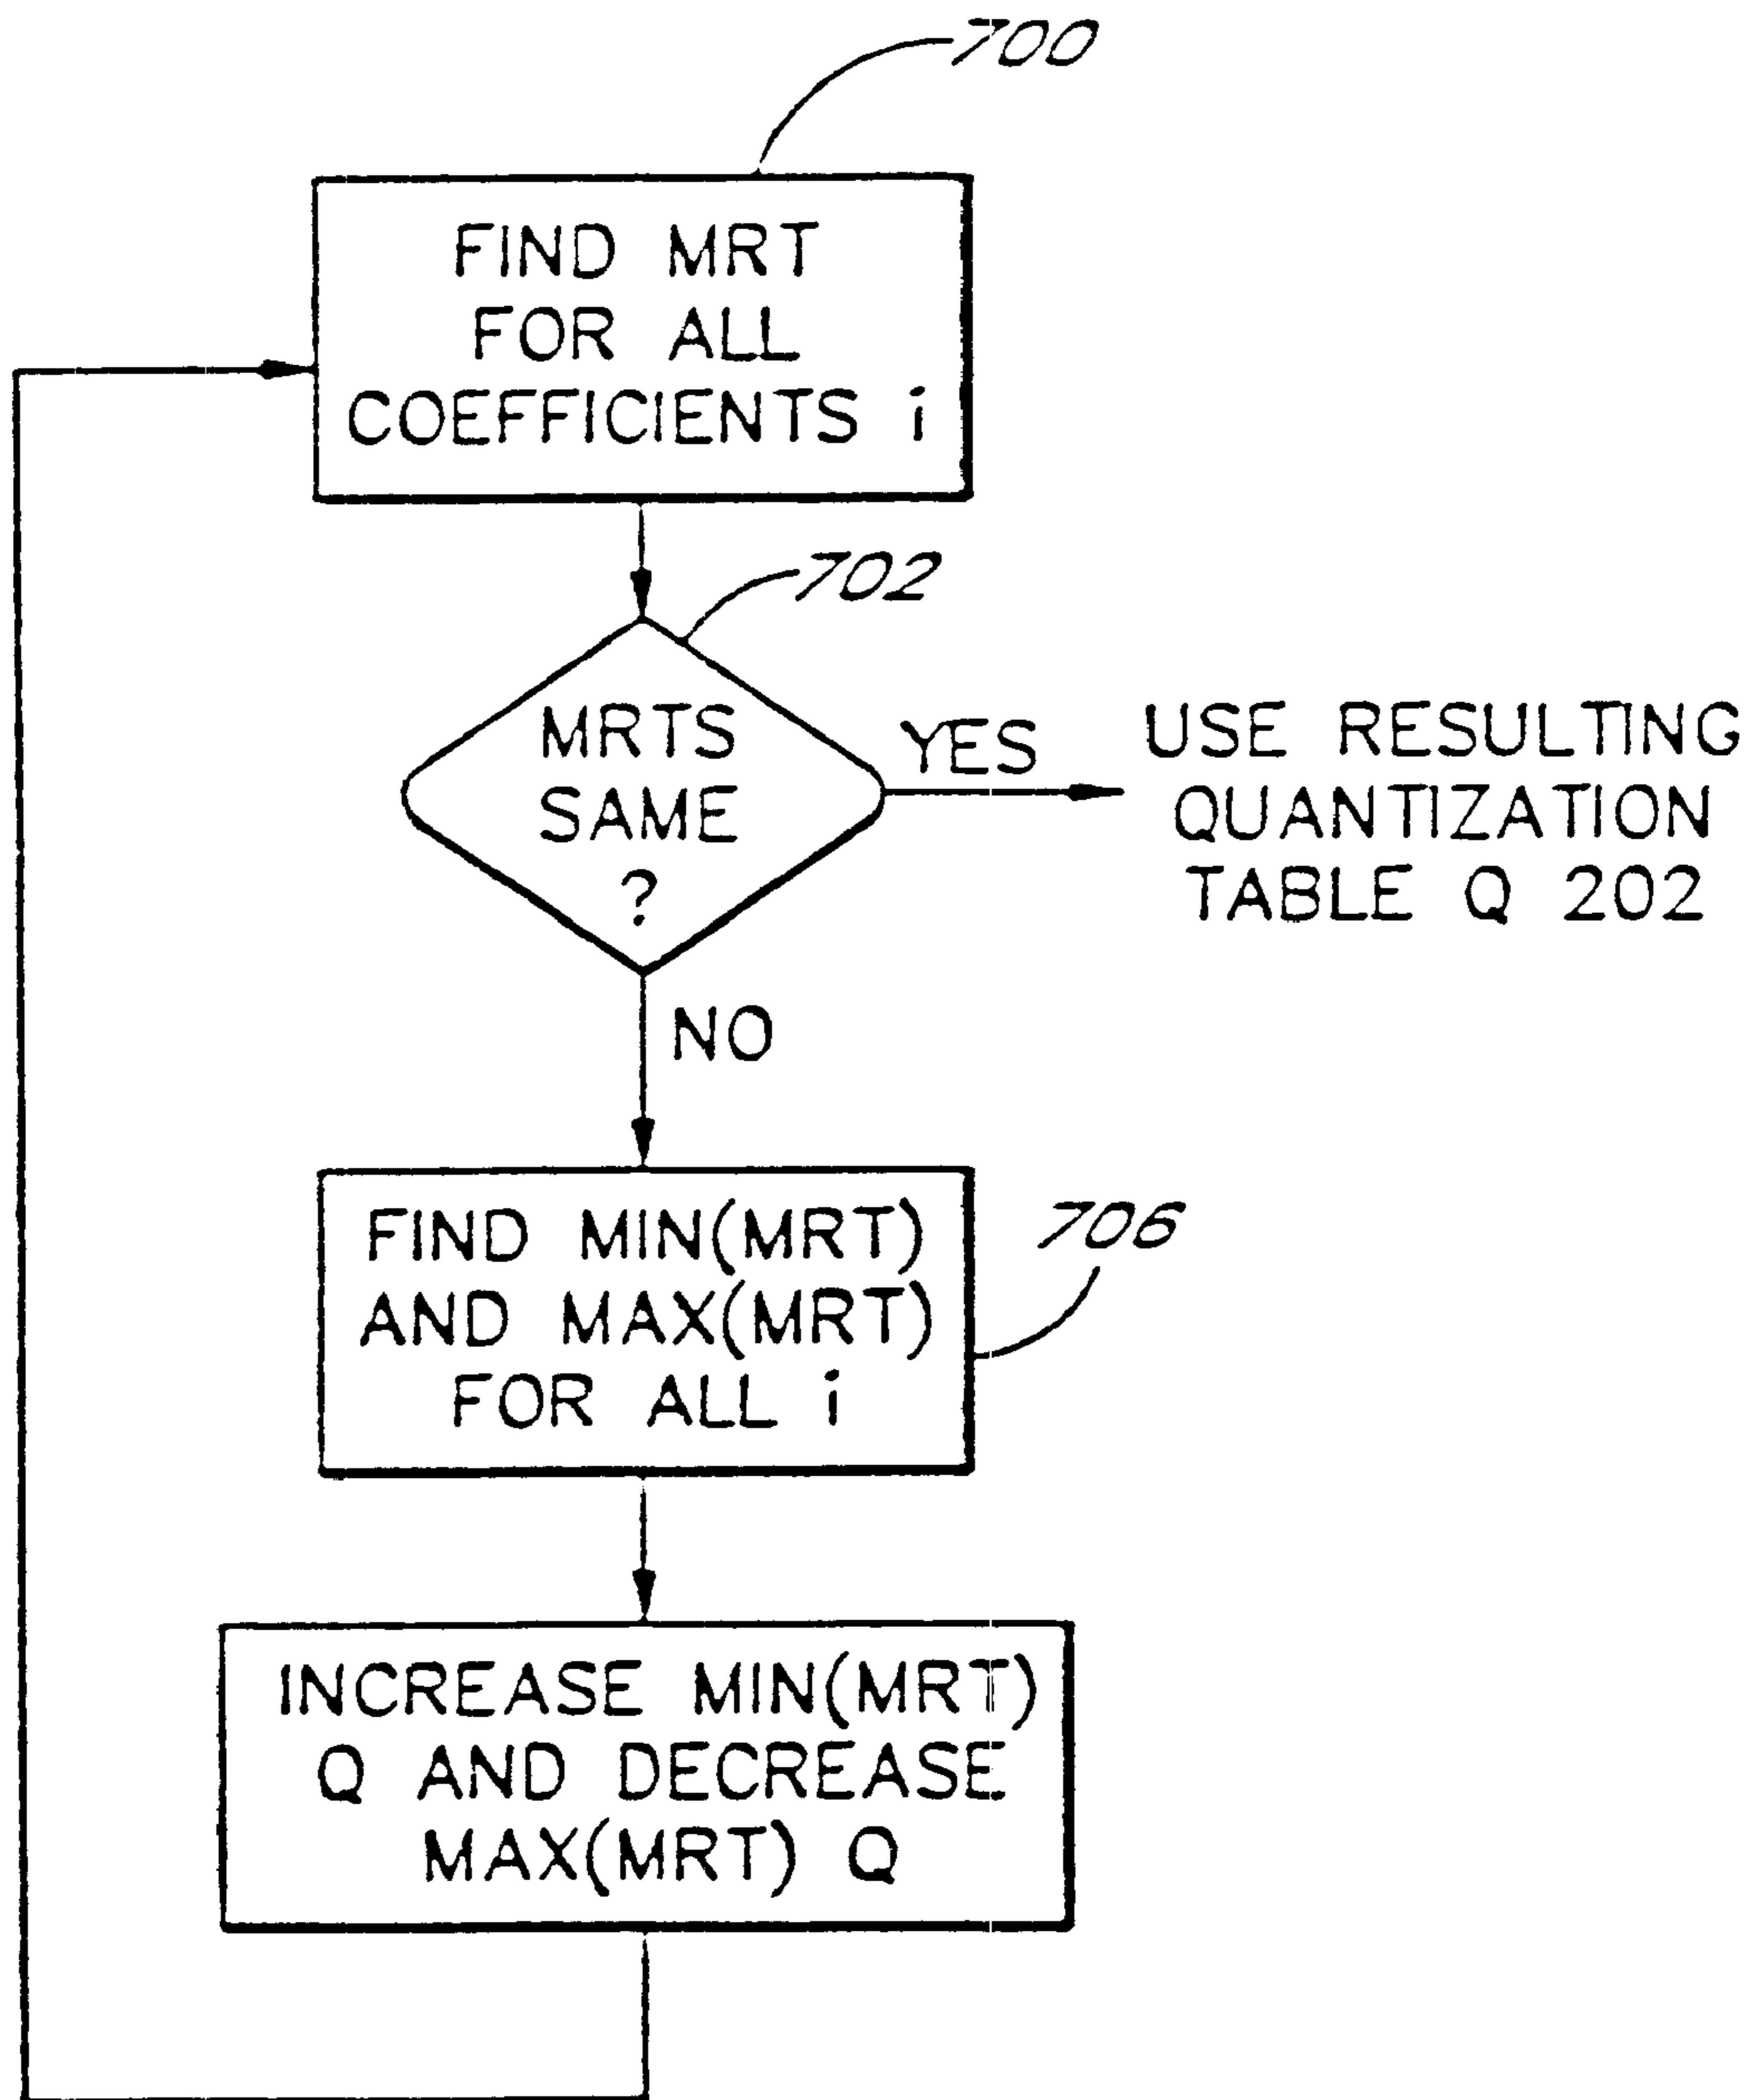 700
FIND MRT
FOR ALL
COEFFICIENTS i
702
MRTS
SAME
?
YES
USE RESULTING
QUANTIZATION
TABLE Q 202
NO
FIND MIN(MRT)
AND MAX(MRT)
FOR ALL i
706
INCREASE MIN(MRT)
Q AND DECREASE
MAX(MRT) Q